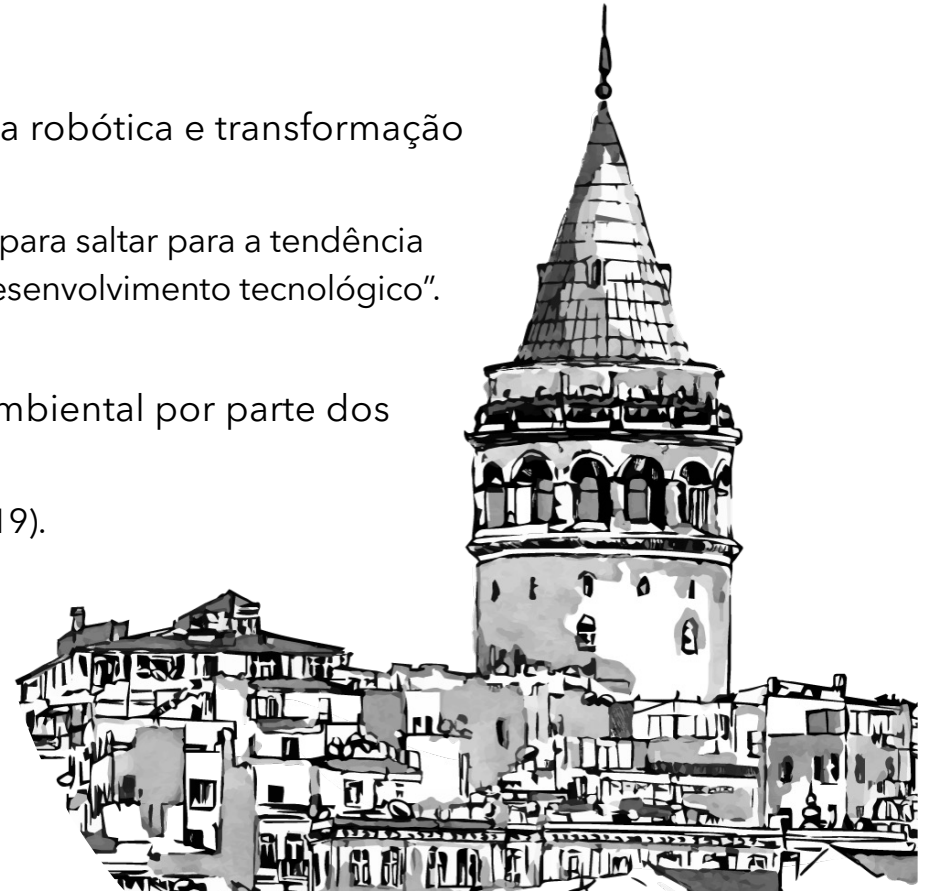 a robótica e transformação
para saltar para a tendência
esenvolvimento tecnológico”.
mbiental por parte dos
19).